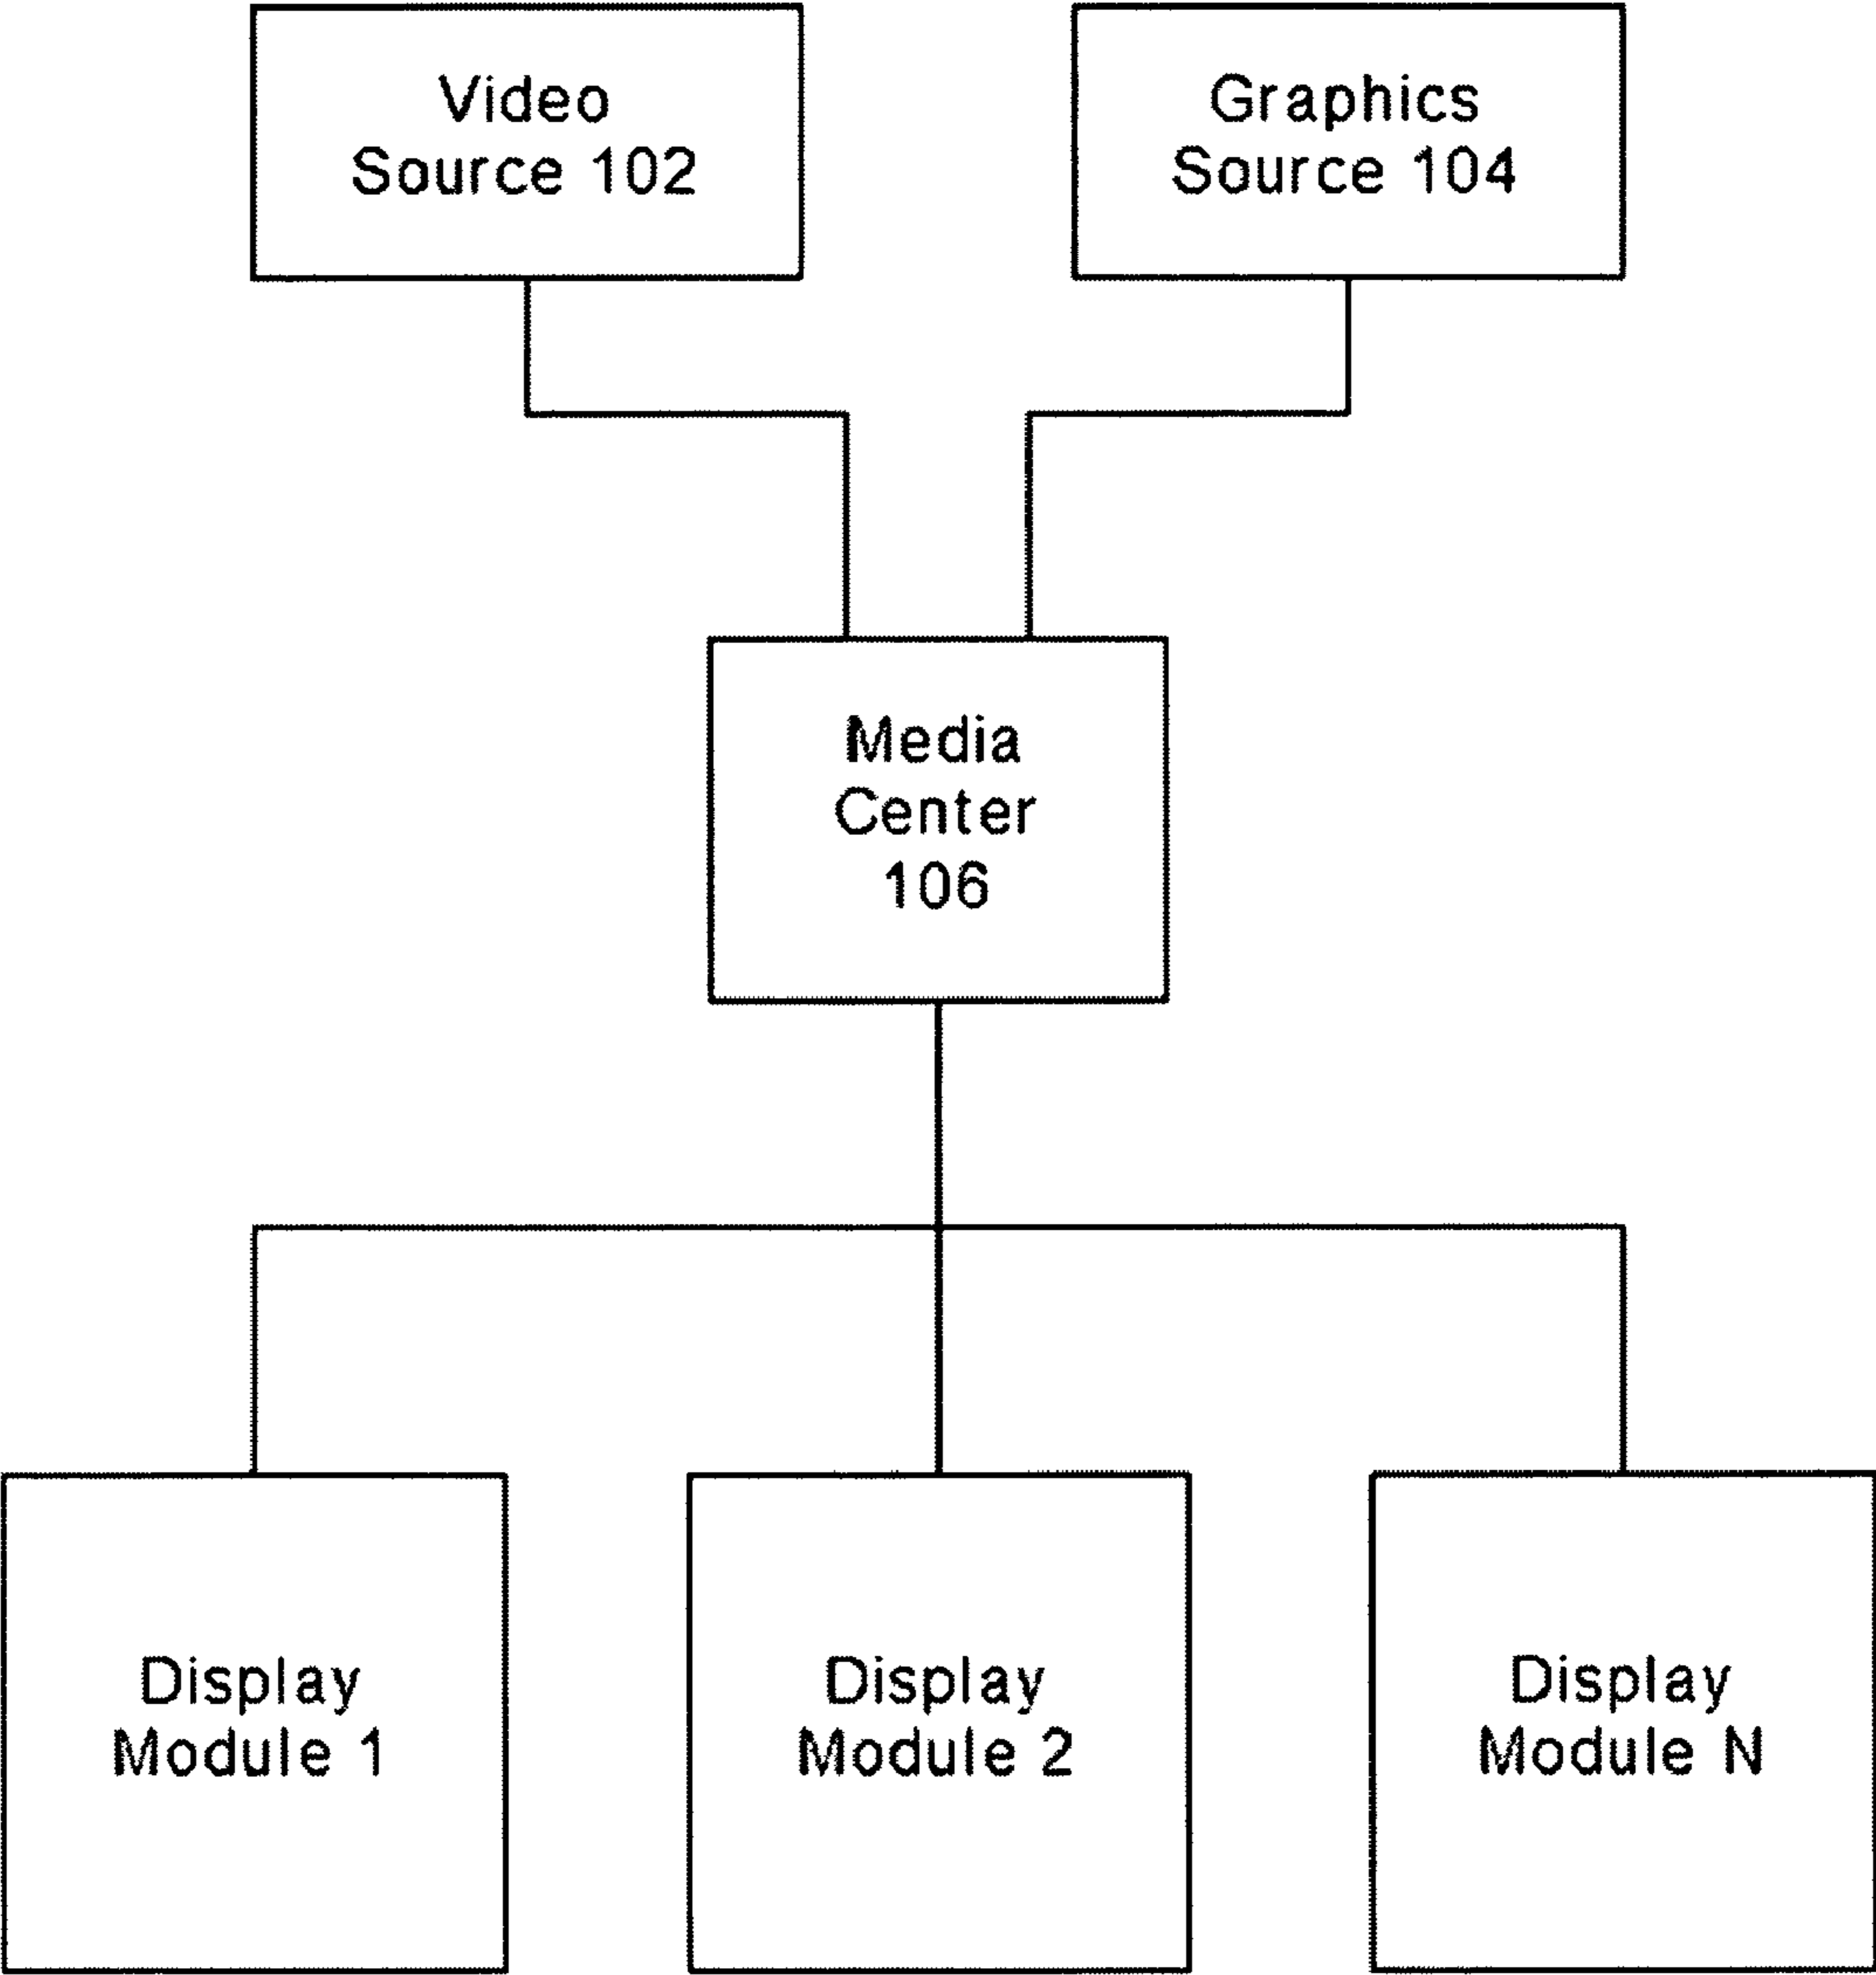 Video
Source 102
Graphics
Source 104
Media
Center
106
Display
Module 1
Display
Module 2
Display
Module N